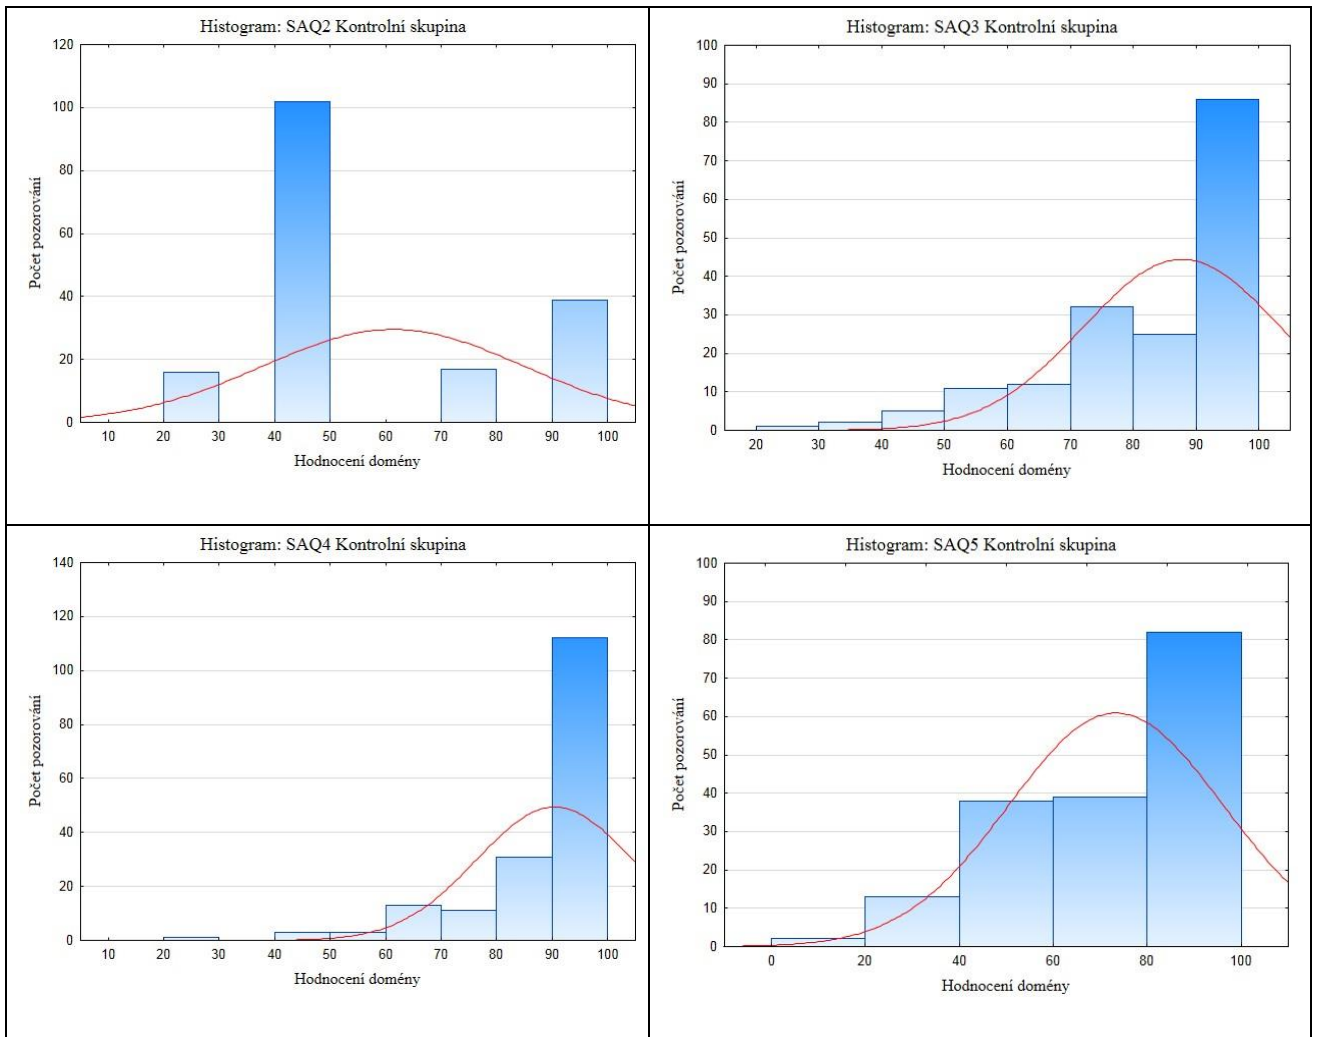 Histogram: SAQ2 Kontrolní skupina
120
100
80
60
40
20
0
Počet pozorování
10 20 30 40 50 60 70 80 90 100
Hodnocení domény
Histogram: SAQ3 Kontrolní skupina
100
90
80
70
60
50
40
30
20
10
0
Počet pozorování
20 30 40 50 60 70 80 90 100
Hodnocení domény
Histogram: SAQ4 Kontrolní skupina
140
120
100
80
60
40
20
0
Počet pozorování
10 20 30 40 50 60 70 80 90 100
Hodnocení domény
Histogram: SAQ5 Kontrolní skupina
100
90
80
70
60
50
40
30
20
10
0
Počet pozorování
0 20 40 60 80 100
Hodnocení domény